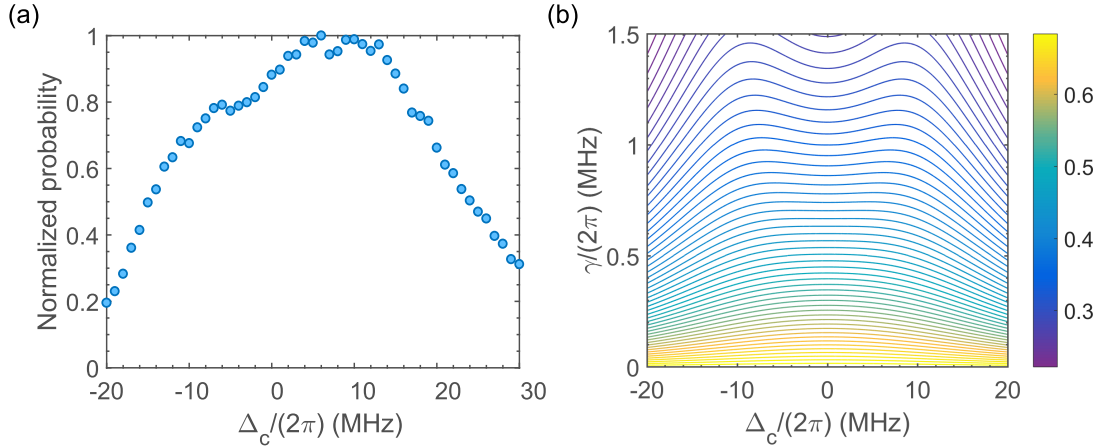 (a)
Normalized probability
1
0.8
0.6
0.4
0.2
0
-20 -10 0 10 20 30
Δc/(2π) (MHz)
(b)
γ/(2π) (MHz)
1.5
1
0.5
0
-20 -10 0 10 20
Δc/(2π) (MHz)
0.6
0.5
0.4
0.3